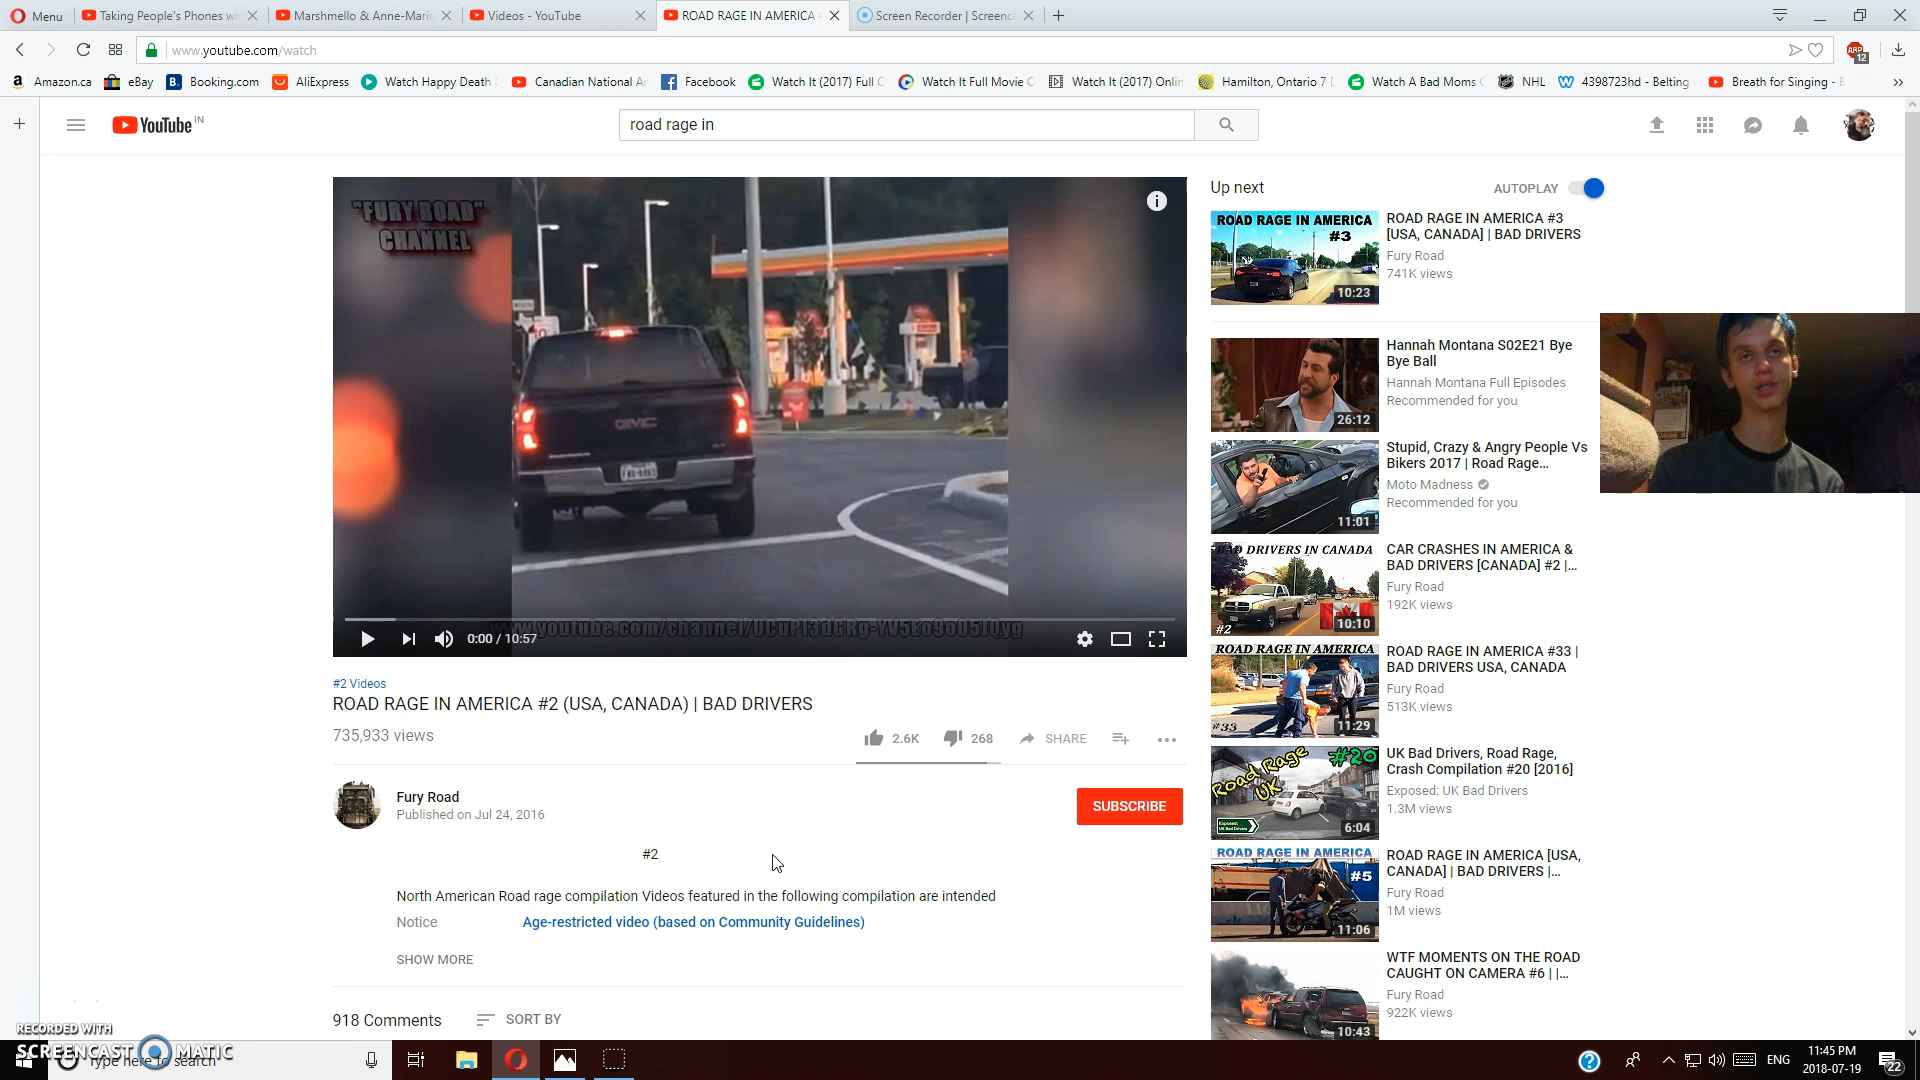 Menu
Taking People's Phones wi
Marshmello & Anne-Marie
Videos - YouTube
ROAD RAGE IN AMERICA
Screen Recorder | Screenca
www.youtube.com/watch
ABP
12
Amazon.ca
eBay
Booking.com
AliExpress
Watch Happy Death
Canadian National A
Facebook
Watch It (2017) Full
Watch It Full Movie
Watch It (2017) Onlin
Hamilton, Ontario 7
Watch A Bad Moms
NHL
4398723hd - Belting
Breath for Singing -
YouTube IN
road rage in
"FURY ROAD"
CHANNEL
GMC
0:00 / 10:57
#2 Videos
ROAD RAGE IN AMERICA #2 (USA, CANADA) | BAD DRIVERS
735,933 views
2.6K
268
SHARE
Fury Road
Published on Jul 24, 2016
SUBSCRIBE
#2
North American Road rage compilation Videos featured in the following compilation are intended
Notice
Age-restricted video (based on Community Guidelines)
SHOW MORE
918 Comments
SORT BY
Up next
AUTOPLAY
ROAD RAGE IN AMERICA
#3
10:23
ROAD RAGE IN AMERICA #3
[USA, CANADA] | BAD DRIVERS
Fury Road
741K views
26:12
Hannah Montana S02E21 Bye
Bye Ball
Hannah Montana Full Episodes
Recommended for you
11:01
Stupid, Crazy & Angry People Vs
Bikers 2017 | Road Rage...
Moto Madness
Recommended for you
BAD DRIVERS IN CANADA
#2
10:10
CAR CRASHES IN AMERICA &
BAD DRIVERS [CANADA] #2 |...
Fury Road
192K views
ROAD RAGE IN AMERICA
#33
11:29
ROAD RAGE IN AMERICA #33 |
BAD DRIVERS USA, CANADA
Fury Road
513K views
Road Rage
UK
#20
6:04
UK Bad Drivers, Road Rage,
Crash Compilation #20 [2016]
Exposed: UK Bad Drivers
1.3M views
ROAD RAGE IN AMERICA
#5
11:06
ROAD RAGE IN AMERICA [USA,
CANADA] | BAD DRIVERS |...
Fury Road
1M views
10:43
WTF MOMENTS ON THE ROAD
CAUGHT ON CAMERA #6 | |...
Fury Road
922K views
RECORDED WITH
SCREENCAST MATIC
Type here to search
ENG
11:45 PM
2018-07-19
22